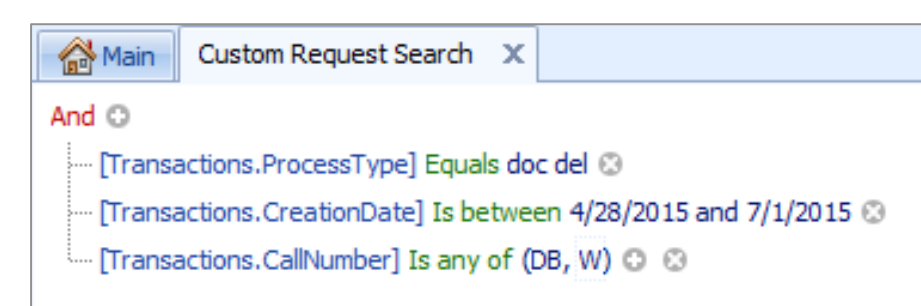 Main Custom Request Search X
And
[Transactions.ProcessType] Equals doc del
[Transactions.CreationDate] Is between 4/28/2015 and 7/1/2015
[Transactions.CallNumber] Is any of (DB, W)